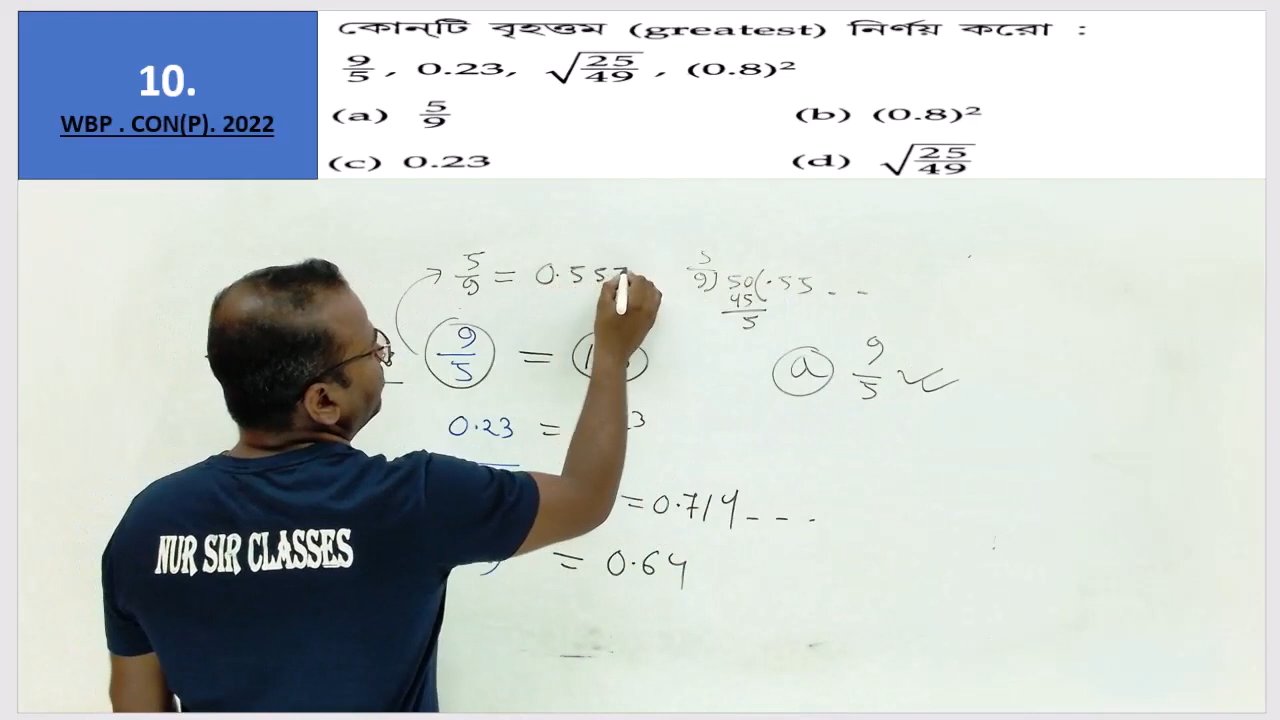 10.
WBP . CON(P). 2022
কোন্‌টি বৃহত্তম (greatest) নির্ণয় করো :
9/5 , 0.23, √(25/49) , (0.8)²
(a) 5/9 (b) (0.8)²
(c) 0.23 (d) √(25/49)
5/9 = 0.55
5/9) 50( .55 - -
45
5
9/5 =
a 9/5
0.23 =
= 0.714 - - -
= 0.64
NUR SIR CLASSES